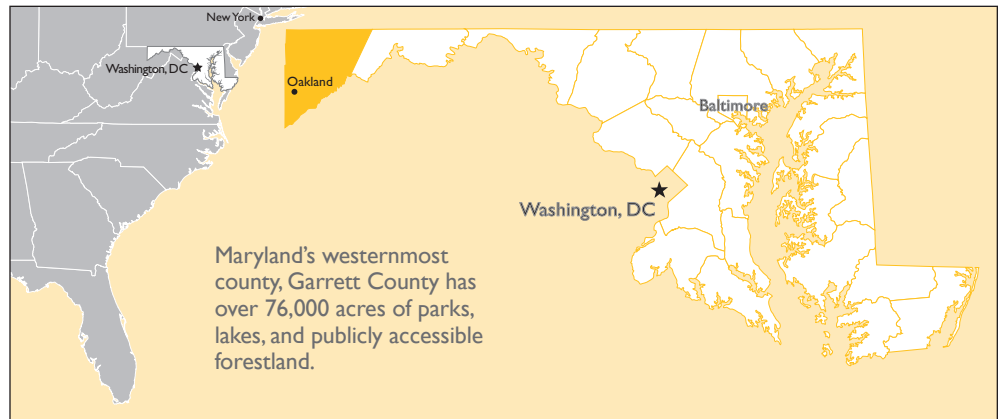 New York
Washington, DC
Oakland
Baltimore
Washington, DC
Maryland’s westernmost
county, Garrett County has
over 76,000 acres of parks,
lakes, and publicly accessible
forestland.